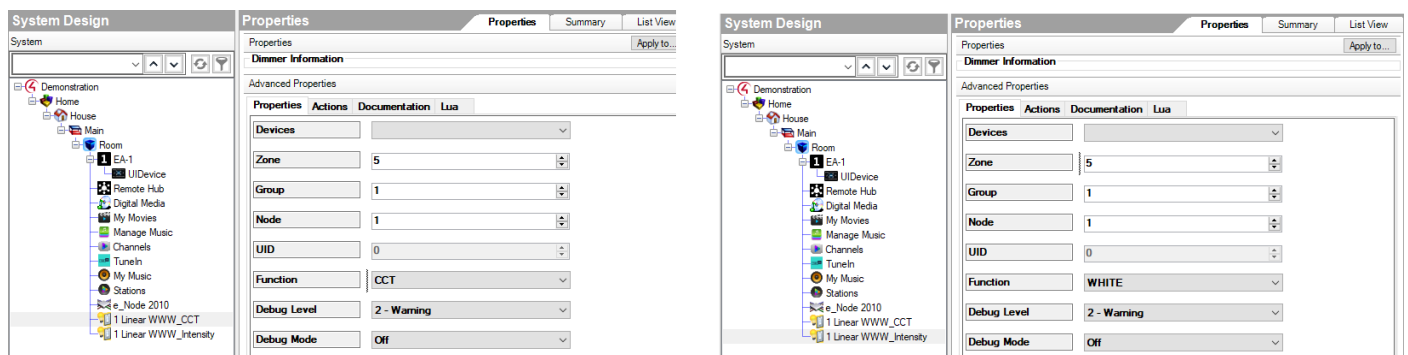 System Design
System
Demonstration
Home
House
Main
Room
1 EA-1
UIDevice
Remote Hub
Digital Media
My Movies
Manage Music
Channels
TuneIn
My Music
Stations
e_Node 2010
1 Linear WWW_CCT
1 Linear WWW_Intensity
Properties
Properties Summary List View
Properties Apply to...
Dimmer Information
Advanced Properties
Properties Actions Documentation Lua
Devices
Zone 5
Group 1
Node 1
UID 0
Function CCT
Debug Level 2 - Warning
Debug Mode Off
System Design
System
Demonstration
Home
House
Main
Room
1 EA-1
UIDevice
Remote Hub
Digital Media
My Movies
Manage Music
Channels
TuneIn
My Music
Stations
e_Node 2010
1 Linear WWW_CCT
1 Linear WWW_Intensity
Properties
Properties Summary List View
Properties Apply to...
Dimmer Information
Advanced Properties
Properties Actions Documentation Lua
Devices
Zone 5
Group 1
Node 1
UID 0
Function WHITE
Debug Level 2 - Warning
Debug Mode Off